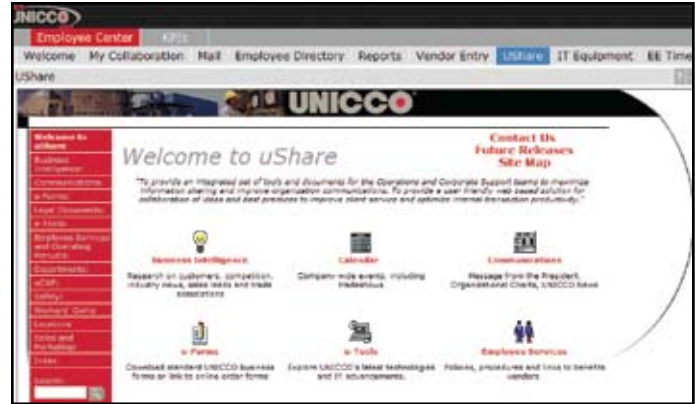 UNICCO
Employee Center KPIs
Welcome My Collaboration Mail Employee Directory Reports Vendor Entry UShare IT Equipment EE Time
UShare
UNICCO
Welcome to uShare
Business Intelligence
Communications
e-Forms
Legal Documents
e-Tools
Employee Services and Operating
Departments
Safety
Locations
Sales and Marketing
Index
Search
Welcome to uShare
Contact Us
Future Releases
Site Map
"To provide an integrated set of tools and documents for the Operations and Corporate Support teams to maximize
information sharing and improve organization communications. To provide a user friendly web based solution for
collaboration of ideas and best practices to improve client service and optimize internal transaction productivity."
Business Intelligence
Research on customers, competition,
industry news, sales leads and trade
associations
Calendar
Company wide events, including
tradeshows
Communications
Message from the President,
Organizational Charts, UNICCO News
e-Forms
Download standard UNICCO business
forms or link to online order forms
e-Tools
Explore UNICCO's latest technologies
and IT advancements.
Employee Services
Policies, procedures and links to benefits
vendors